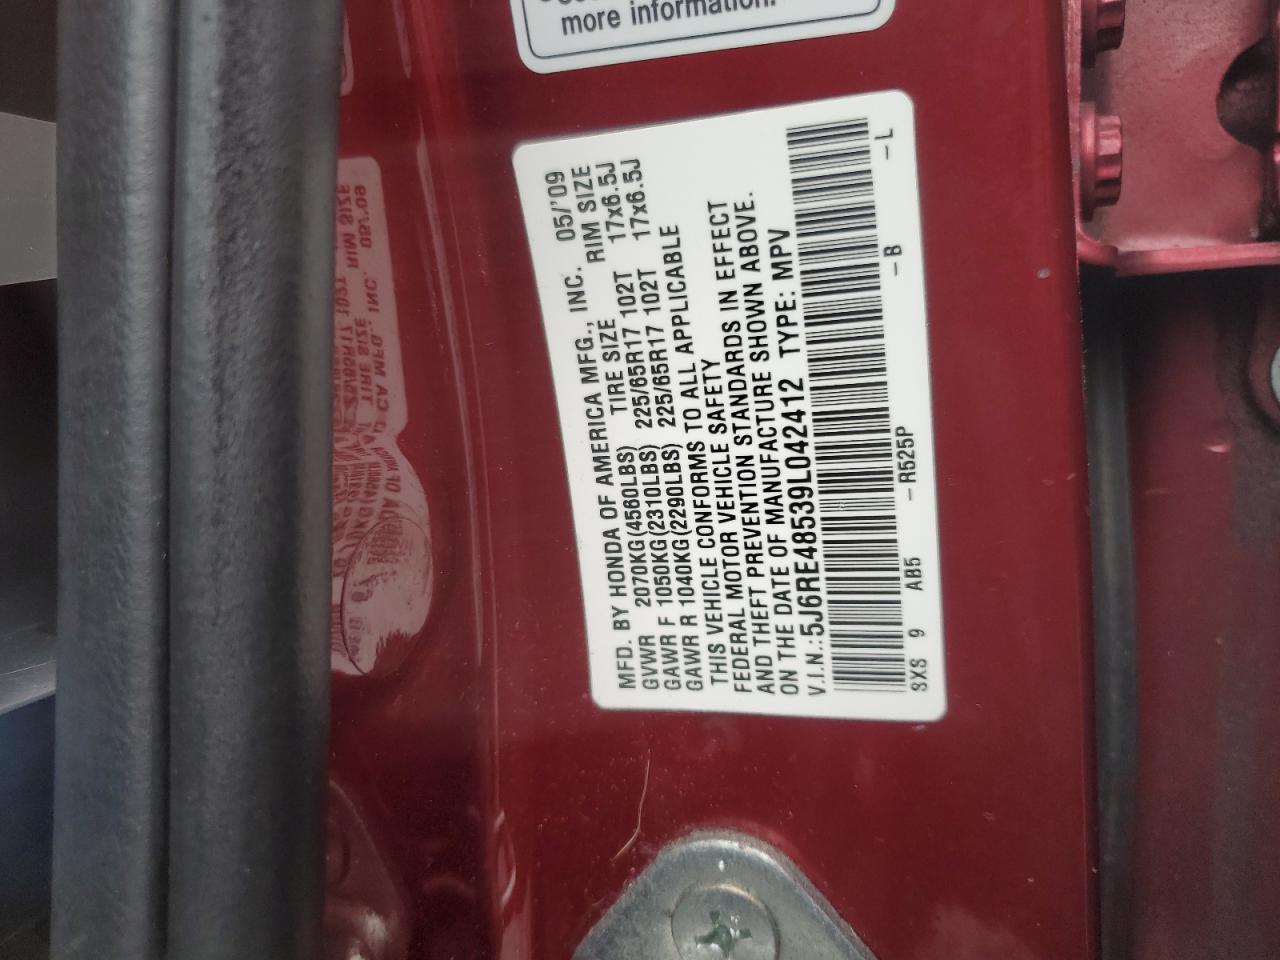 more information.
MFD. BY HONDA OF AMERICA MFG., INC. 05/'09
GVWR 2070KG(4560LBS) TIRE SIZE RIM SIZE
GAWR F 1050KG(2310LBS) 225/65R17 102T 17x6.5J
GAWR R 1040KG(2290LBS) 225/65R17 102T 17x6.5J
THIS VEHICLE CONFORMS TO ALL APPLICABLE
FEDERAL MOTOR VEHICLE SAFETY
AND THEFT PREVENTION STANDARDS IN EFFECT
ON THE DATE OF MANUFACTURE SHOWN ABOVE.
V.I.N.:5J6RE48539L042412 TYPE: MPV
SXS 9 AB5 -R525P -B -L